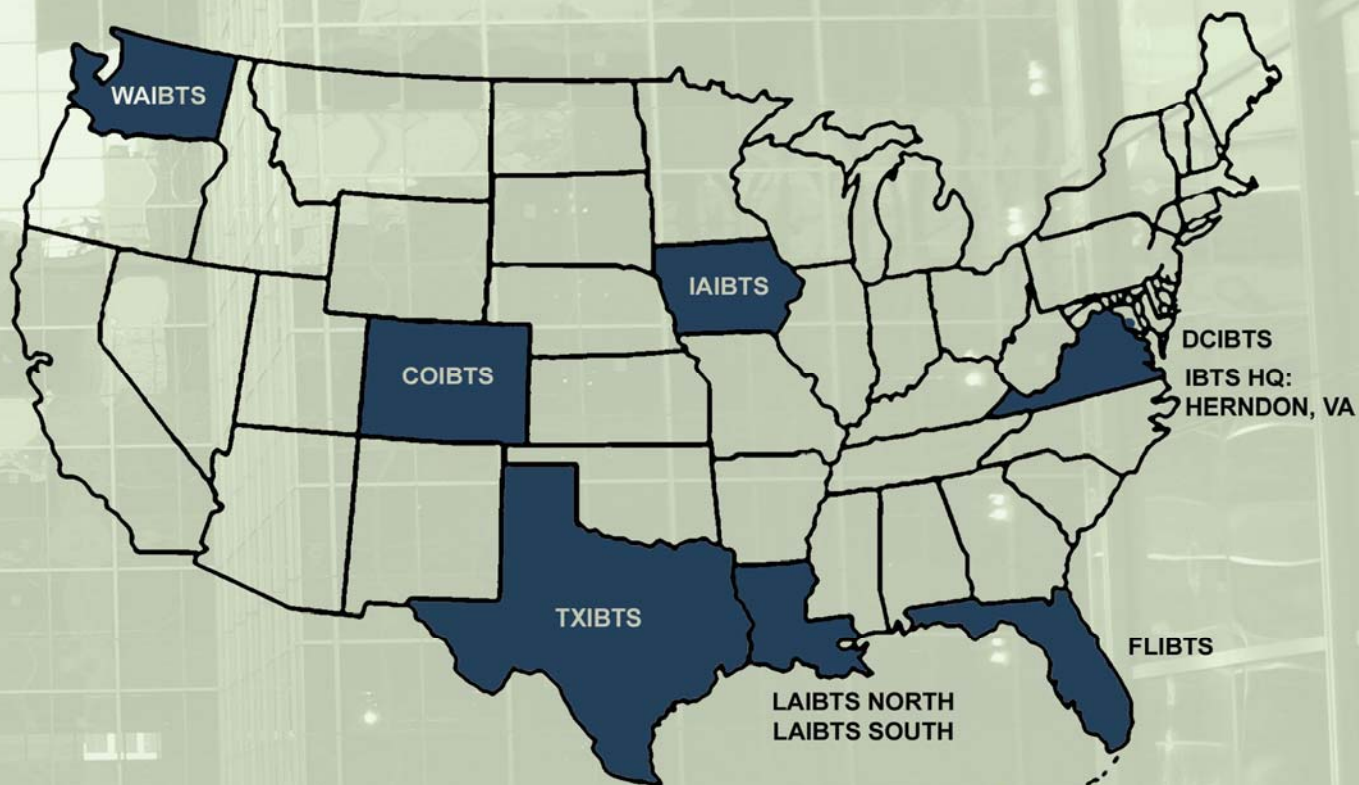 WAIBTS
IAIBTS
DCIBTS
COIBTS
IBTS HQ:
HERNDON, VA
TXIBTS
FLIBTS
LAIBTS NORTH
LAIBTS SOUTH